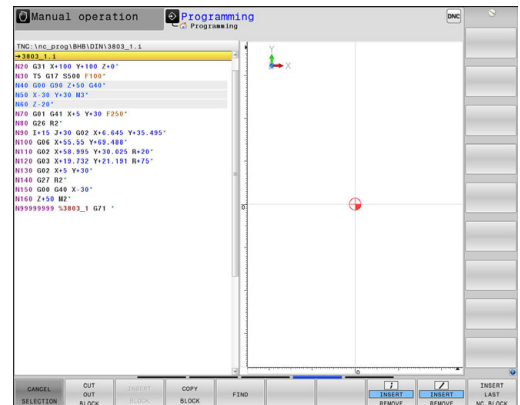 Manual operation
Programming
Programming
DNC
TNC:\nc_prog\BHB\DIN\3803_1.i
→3803_1.i
N20 G31 X+100 Y+100 Z+0*
N30 T5 G17 S500 F100*
N40 G00 G90 Z+50 G40*
N50 X-30 Y+30 M3*
N60 Z-20*
N70 G01 G41 X+5 Y+30 F250*
N80 G26 R2*
N90 I+15 J+30 G02 X+6.645 Y+35.495*
N100 G06 X+55.55 Y+69.488*
N110 G02 X+58.995 Y+30.025 R+20*
N120 G03 X+19.732 Y+21.191 R+75*
N130 G02 X+5 Y+30*
N140 G27 R2*
N150 G00 G40 X-30*
N160 Z+50 M2*
N99999999 %3803_1 G71 *
Y
X
0
0
CANCEL
SELECTION
CUT
OUT
BLOCK
INSERT
BLOCK
COPY
BLOCK
FIND
INSERT
REMOVE
INSERT
REMOVE
INSERT
LAST
NC BLOCK